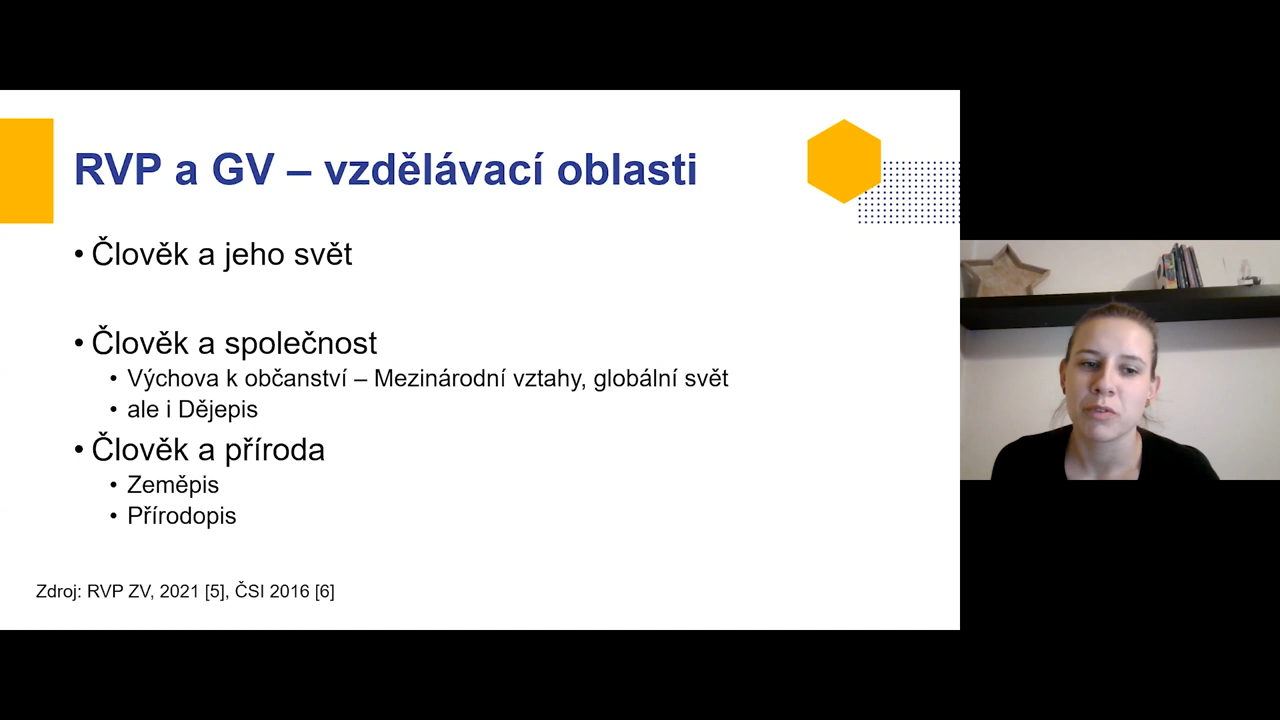 RVP a GV – vzdělávací oblasti
• Člověk a jeho svět
• Člověk a společnost
• Výchova k občanství – Mezinárodní vztahy, globální svět
• ale i Dějepis
• Člověk a příroda
• Zeměpis
• Přírodopis
Zdroj: RVP ZV, 2021 [5], ČSI 2016 [6]